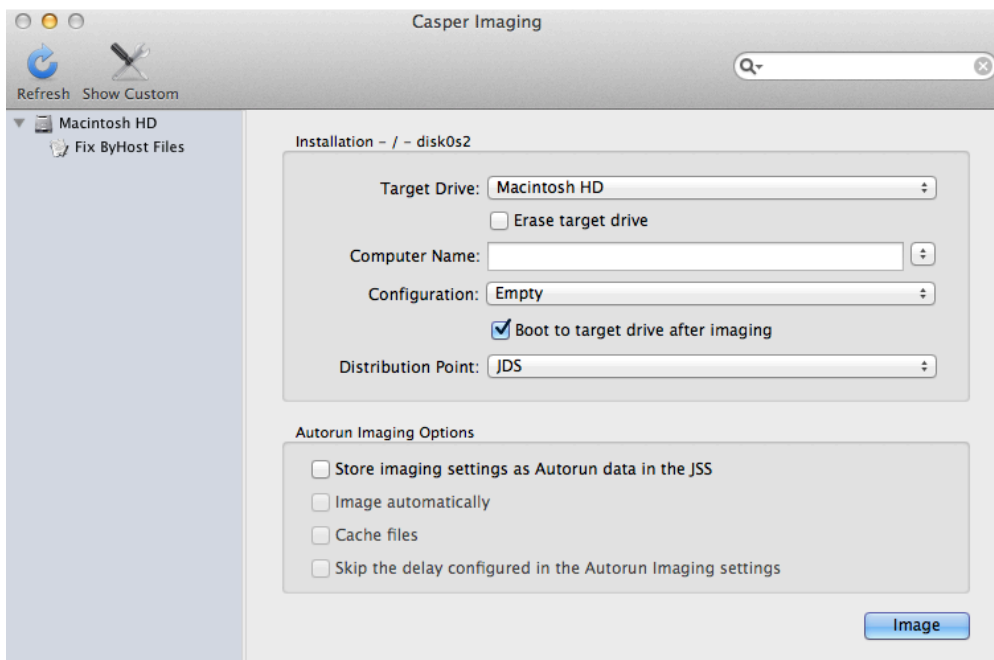 Casper Imaging
Refresh Show Custom
Macintosh HD
Fix ByHost Files
Installation - / - disk0s2
Target Drive: Macintosh HD
Erase target drive
Computer Name:
Configuration: Empty
Boot to target drive after imaging
Distribution Point: JDS
Autorun Imaging Options
Store imaging settings as Autorun data in the JSS
Image automatically
Cache files
Skip the delay configured in the Autorun Imaging settings
Image